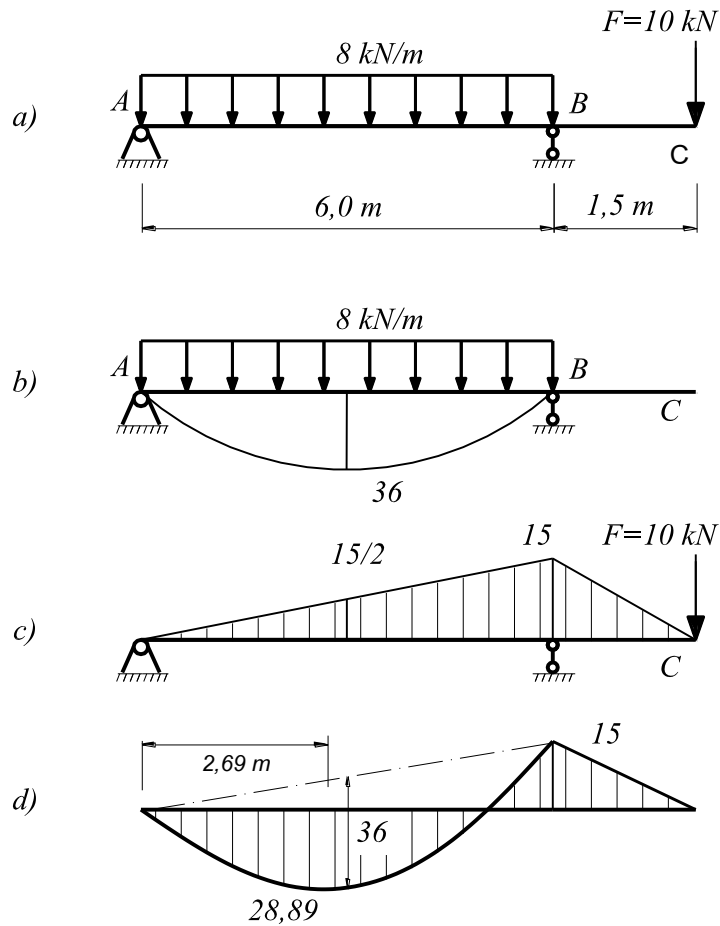 F=10 kN
8 kN/m
A
B
a)
C
6,0 m
1,5 m
8 kN/m
A
B
b)
C
36
15
F=10 kN
15/2
c)
C
15
2,69 m
d)
36
28,89